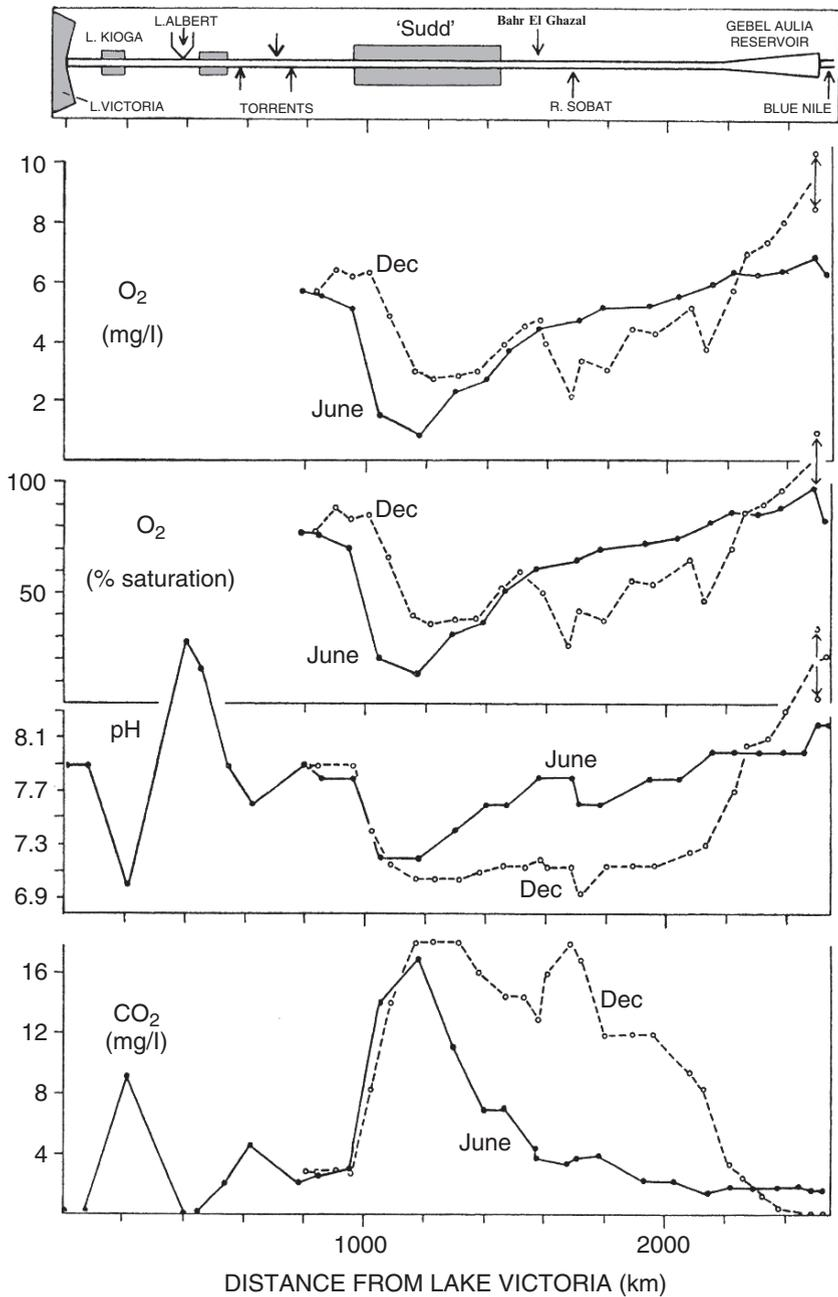 L. KIOGA
L.ALBERT
'Sudd'
Bahr El Ghazal
GEBEL AULIA
RESERVOIR
L.VICTORIA
TORRENTS
R. SOBAT
BLUE NILE
10
8
6
4
2
O2
(mg/l)
Dec
June
100
50
O2
(% saturation)
Dec
June
8.1
7.7
7.3
6.9
pH
June
Dec
16
12
8
4
CO2
(mg/l)
Dec
June
1000
2000
DISTANCE FROM LAKE VICTORIA (km)